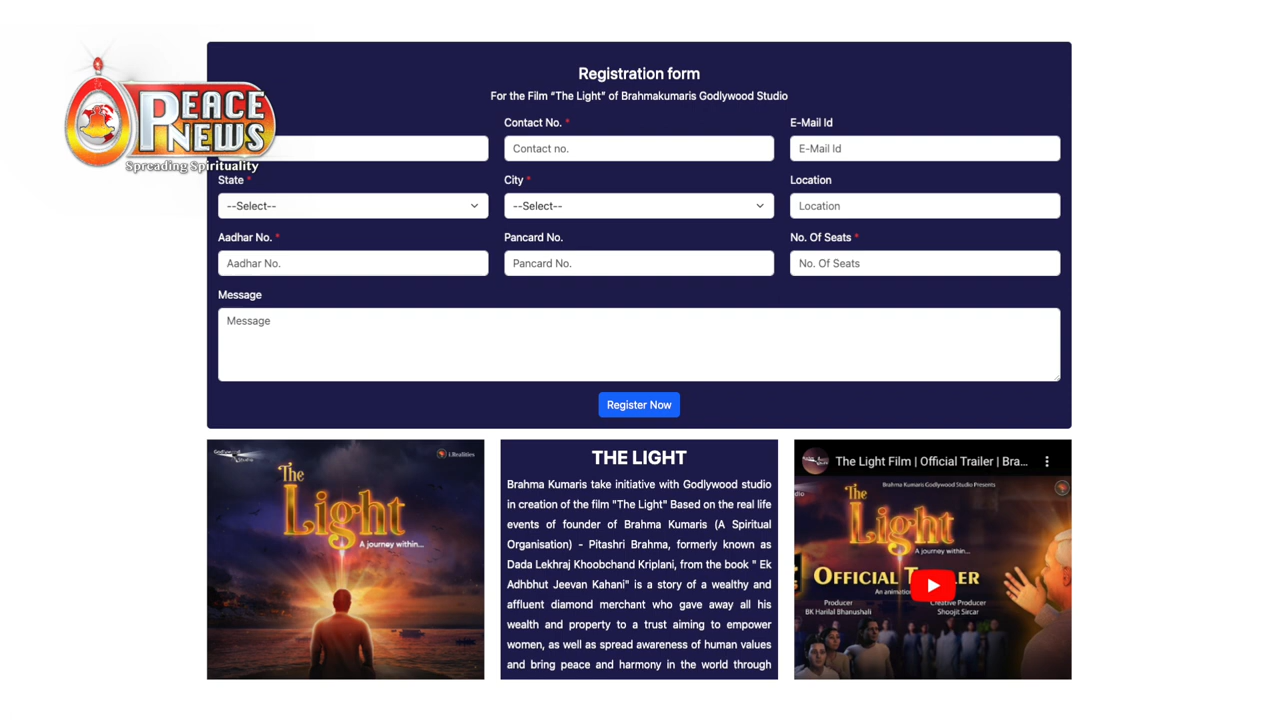 PEACE
NEWS
Spreading Spirituality
Registration form
For the Film “The Light” of Brahmakumaris Godlywood Studio
Contact No. *
E-Mail Id
Contact no.
E-Mail Id
State *
City *
Location
--Select--
--Select--
Location
Aadhar No. *
Pancard No.
No. Of Seats *
Aadhar No.
Pancard No.
No. Of Seats
Message
Message
Register Now
Godlywood
Studio
The
Light
A journey within...
THE LIGHT
Brahma Kumaris take initiative with Godlywood studio
in creation of the film "The Light" Based on the real life
events of founder of Brahma Kumaris (A Spiritual
Organisation) - Pitashri Brahma, formerly known as
Dada Lekhraj Khoobchand Kriplani, from the book " Ek
Adhbhut Jeevan Kahani" is a story of a wealthy and
affluent diamond merchant who gave away all his
wealth and property to a trust aiming to empower
women, as well as spread awareness of human values
and bring peace and harmony in the world through
The Light Film | Official Trailer | Bra...
Brahma Kumaris Godlywood Studio Presents
The
Light
A journey within...
OFFICIAL
An
Producer
Creative Producer
BK Harilal Bhanushali
Shoojit Sircar